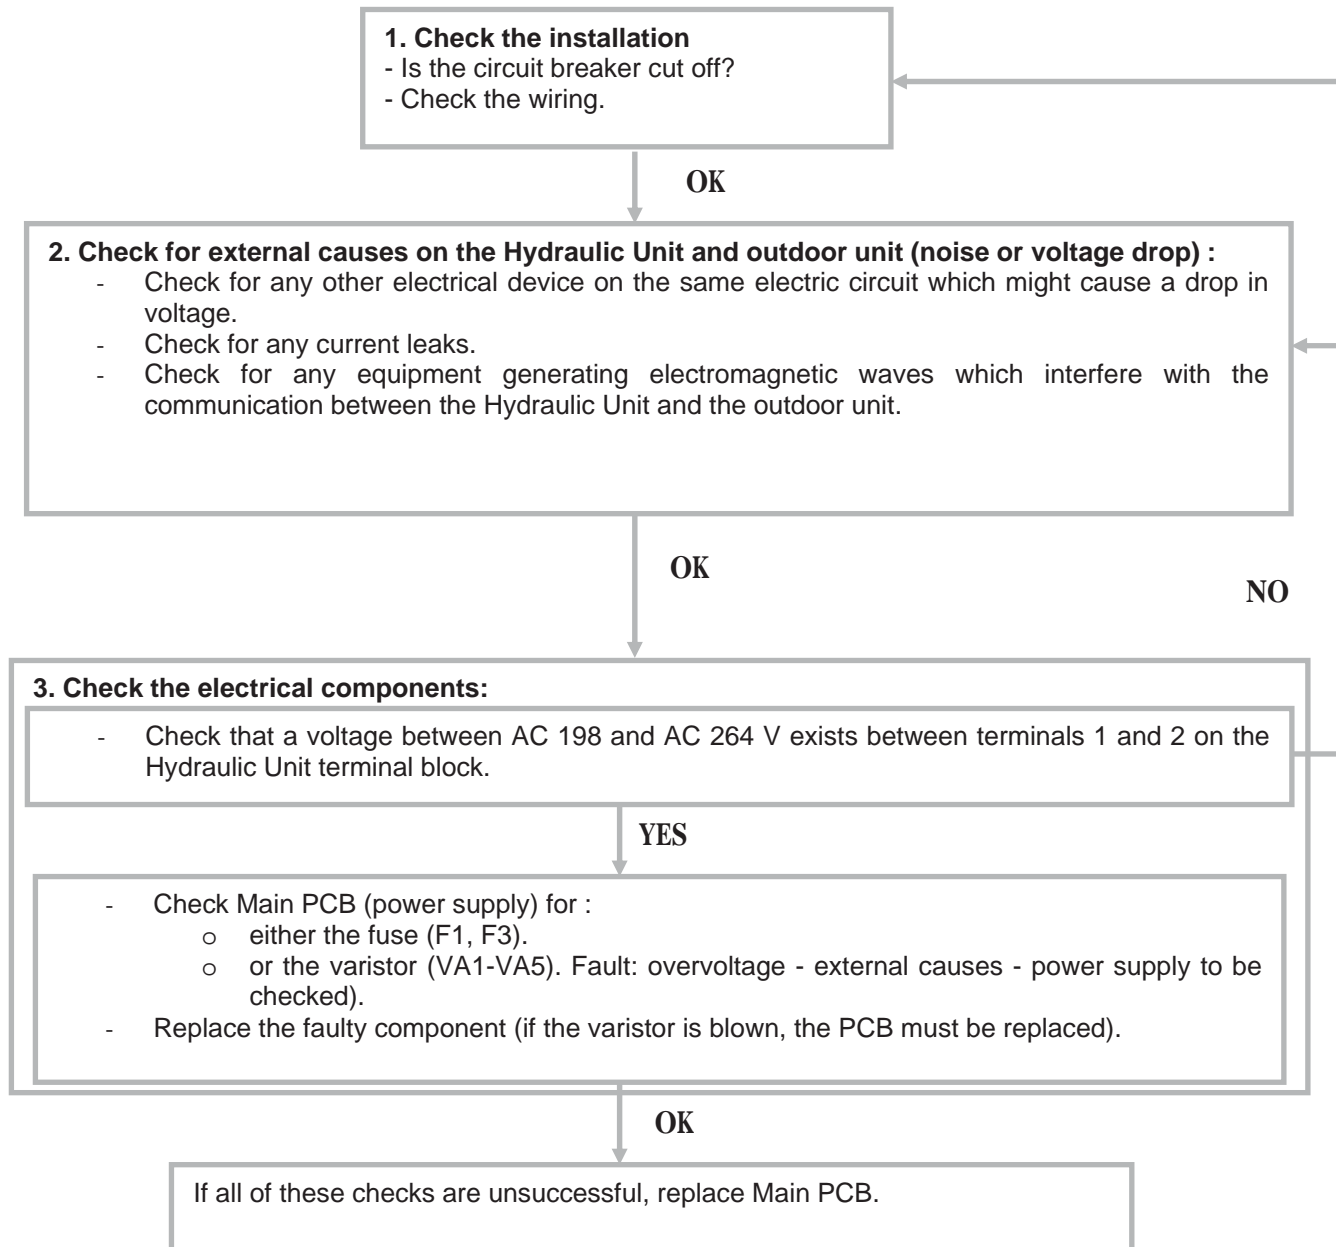 1. Check the installation
- Is the circuit breaker cut off?
- Check the wiring.
OK
2. Check for external causes on the Hydraulic Unit and outdoor unit (noise or voltage drop) :
- Check for any other electrical device on the same electric circuit which might cause a drop in
voltage.
- Check for any current leaks.
- Check for any equipment generating electromagnetic waves which interfere with the
communication between the Hydraulic Unit and the outdoor unit.
OK
NO
3. Check the electrical components:
- Check that a voltage between AC 198 and AC 264 V exists between terminals 1 and 2 on the
Hydraulic Unit terminal block.
YES
- Check Main PCB (power supply) for :
o either the fuse (F1, F3).
o or the varistor (VA1-VA5). Fault: overvoltage - external causes - power supply to be
checked).
- Replace the faulty component (if the varistor is blown, the PCB must be replaced).
OK
If all of these checks are unsuccessful, replace Main PCB.